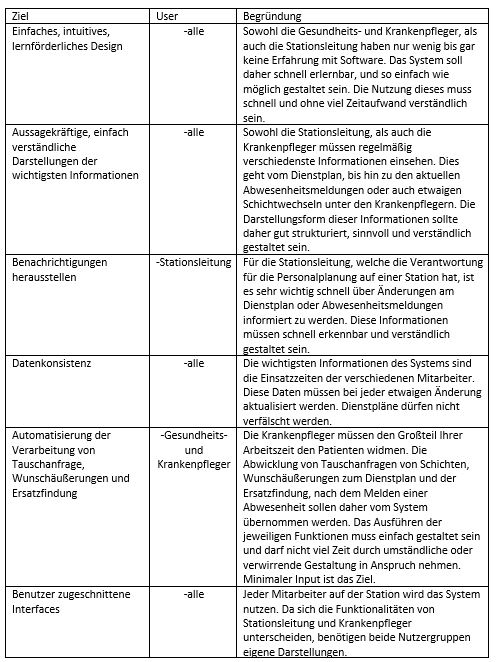 Ziel User Begründung
Einfaches, intuitives, -alle Sowohl die Gesundheits- und Krankenpfleger, als
lernförderliches Design auch die Stationsleitung haben nur wenig bis gar
keine Erfahrung mit Software. Das System soll
daher schnell erlernbar, und so einfach wie
möglich gestaltet sein. Die Nutzung dieses muss
schnell und ohne viel Zeitaufwand verständlich
sein.
Aussagekräftige, einfach -alle Sowohl die Stationsleitung, als auch die
verständliche Krankenpfleger müssen regelmäßig
Darstellungen der verschiedenste Informationen einsehen. Dies
wichtigsten Informationen geht vom Dienstplan, bis hin zu den aktuellen
Abwesenheitsmeldungen oder auch etwaigen
Schichtwechseln unter den Krankenpflegern. Die
Darstellungsform dieser Informationen sollte
daher gut strukturiert, sinnvoll und verständlich
gestaltet sein.
Benachrichtigungen -Stationsleitung Für die Stationsleitung, welche die Verantwortung
herausstellen für die Personalplanung auf einer Station hat, ist
es sehr wichtig schnell über Änderungen am
Dienstplan oder Abwesenheitsmeldungen
informiert zu werden. Diese Informationen
müssen schnell erkennbar und verständlich
gestaltet sein.
Datenkonsistenz -alle Die wichtigsten Informationen des Systems sind
die Einsatzzeiten der verschiedenen Mitarbeiter.
Diese Daten müssen bei jeder etwaigen Änderung
aktualisiert werden. Dienstpläne dürfen nicht
verfälscht werden.
Automatisierung der -Gesundheits- Die Krankenpfleger müssen den Großteil Ihrer
Verarbeitung von und Arbeitszeit den Patienten widmen. Die
Tauschanfrage, Krankenpfleger Abwicklung von Tauschanfragen von Schichten,
Wunschäußerungen und Wunschäußerungen zum Dienstplan und der
Ersatzfindung Ersatzfindung, nach dem Melden einer
Abwesenheit sollen daher vom System
übernommen werden. Das Ausführen der
jeweiligen Funktionen muss einfach gestaltet sein
und darf nicht viel Zeit durch umständliche oder
verwirrende Gestaltung in Anspruch nehmen.
Minimaler Input ist das Ziel.
Benutzer zugeschnittene -alle Jeder Mitarbeiter auf der Station wird das System
Interfaces nutzen. Da sich die Funktionalitäten von
Stationsleitung und Krankenpfleger
unterscheiden, benötigen beide Nutzergruppen
eigene Darstellungen.